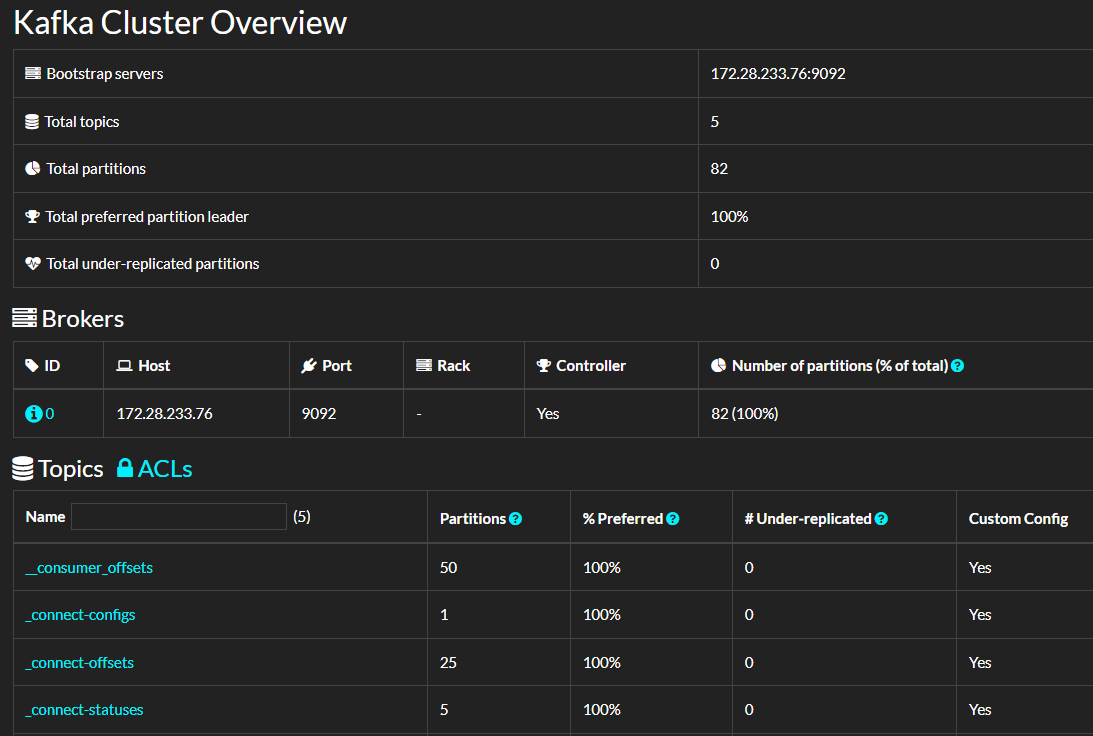 Kafka Cluster Overview
Bootstrap servers 172.28.233.76:9092
Total topics 5
Total partitions 82
Total preferred partition leader 100%
Total under-replicated partitions 0
Brokers
ID Host Port Rack Controller Number of partitions (% of total)
0 172.28.233.76 9092 - Yes 82 (100%)
Topics ACLs
Name (5) Partitions % Preferred # Under-replicated Custom Config
__consumer_offsets 50 100% 0 Yes
_connect-configs 1 100% 0 Yes
_connect-offsets 25 100% 0 Yes
_connect-statuses 5 100% 0 Yes